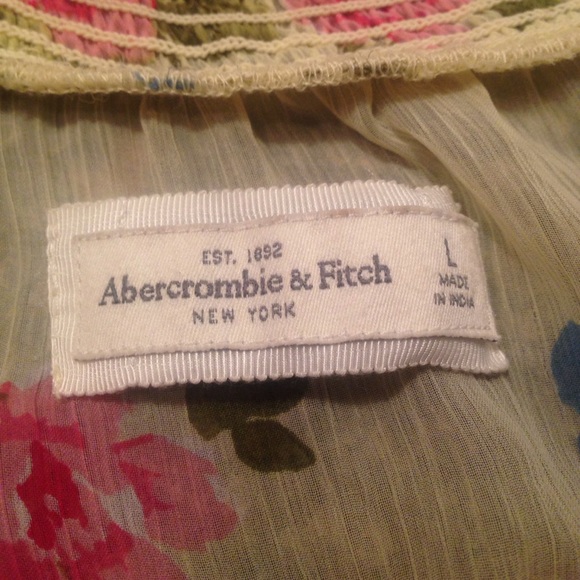 EST. 1892
Abercrombie & Fitch
NEW YORK
L
MADE
IN INDIA